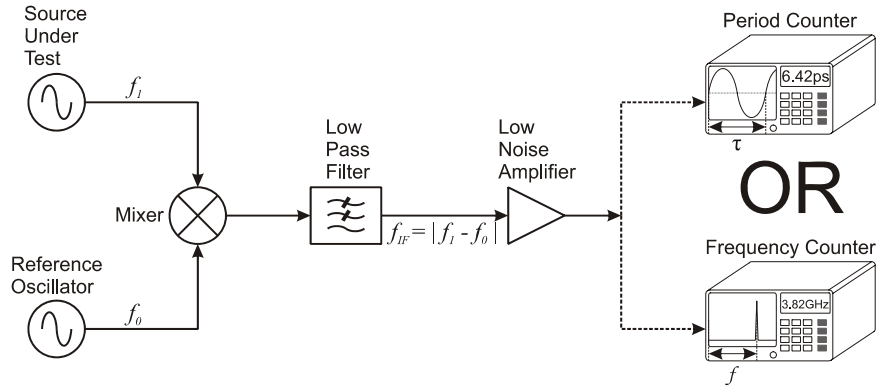 Source
Under
Test
f₁
Mixer
Reference
Oscillator
f₀
Low
Pass
Filter
f_IF = | f₁ - f₀ |
Low
Noise
Amplifier
Period Counter
6.42ps
τ
OR
Frequency Counter
3.82GHz
f